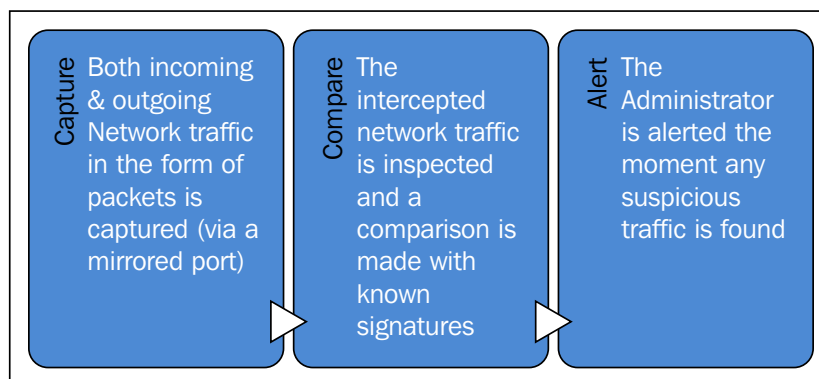 Capture
Both incoming
& outgoing
Network traffic
in the form of
packets is
captured (via a
mirrored port)
Compare
The
intercepted
network traffic
is inspected
and a
comparison is
made with
known
signatures
Alert
The
Administrator
is alerted the
moment any
suspicious
traffic is found